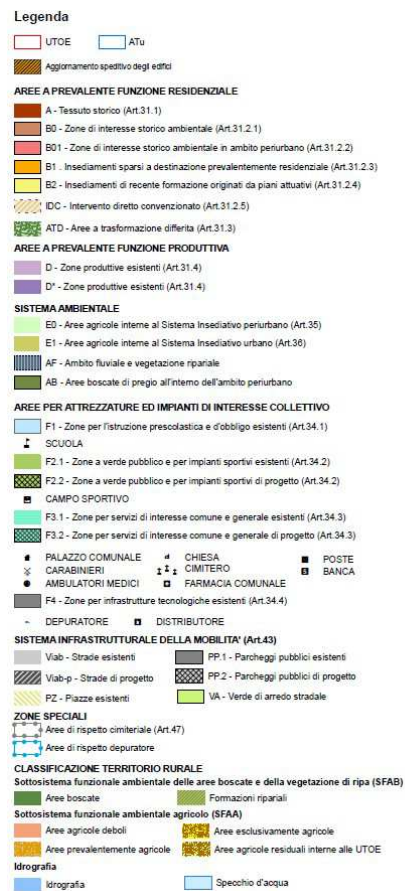 Legenda
UTOE ATu
Aggiornamento speditivo degli edifici
AREE A PREVALENTE FUNZIONE RESIDENZIALE
A - Tessuto storico (Art.31.1)
B0 - Zone di interesse storico ambientale (Art.31.2.1)
B01 - Zone di interesse storico ambientale in ambito periurbano (Art.31.2.2)
B1 . Insediamenti sparsi a destinazione prevalentemente residenziale (Art.31.2.3)
B2 - Insediamenti di recente formazione originati da piani attuativi (Art.31.2.4)
IDC - Intervento diretto convenzionato (Art.31.2.5)
ATD - Aree a trasformazione differita (Art.31.3)
AREE A PREVALENTE FUNZIONE PRODUTTIVA
D - Zone produttive esistenti (Art.31.4)
D* - Zone produttive esistenti (Art.31.4)
SISTEMA AMBIENTALE
E0 - Aree agricole interne al Sistema Insediativo periurbano (Art.35)
E1 - Aree agricole interne al Sistema Insediativo urbano (Art.36)
AF - Ambito fluviale e vegetazione ripariale
AB - Aree boscate di pregio all'interno dell'ambito periurbano
AREE PER ATTREZZATURE ED IMPIANTI DI INTERESSE COLLETTIVO
F1 - Zone per l'istruzione prescolastica e d'obbligo esistenti (Art.34.1)
SCUOLA
F2.1 - Zone a verde pubblico e per impianti sportivi esistenti (Art.34.2)
F2.2 - Zone a verde pubblico e per impianti sportivi di progetto (Art.34.2)
CAMPO SPORTIVO
F3.1 - Zone per servizi di interesse comune e generale esistenti (Art.34.3)
F3.2 - Zone per servizi di interesse comune e generale di progetto (Art.34.3)
PALAZZO COMUNALE CHIESA POSTE
CARABINIERI CIMITERO BANCA
AMBULATORI MEDICI FARMACIA COMUNALE
F4 - Zone per infrastrutture tecnologiche esistenti (Art.34.4)
DEPURATORE DISTRIBUTORE
SISTEMA INFRASTRUTTURALE DELLA MOBILITA' (Art.43)
Viab - Strade esistenti PP.1 - Parcheggi pubblici esistenti
Viab-p - Strade di progetto PP.2 - Parcheggi pubblici di progetto
PZ - Piazze esistenti VA - Verde di arredo stradale
ZONE SPECIALI
Aree di rispetto cimiteriale (Art.47)
Aree di rispetto depuratore
CLASSIFICAZIONE TERRITORIO RURALE
Sottosistema funzionale ambientale delle aree boscate e della vegetazione di ripa (SFAB)
Aree boscate Formazioni ripariali
Sottosistema funzionale ambientale agricolo (SFAA)
Aree agricole deboli Aree esclusivamente agricole
Aree prevalentemente agricole Aree agricole residuali interne alle UTOE
Idrografia
Idrografia Specchio d'acqua